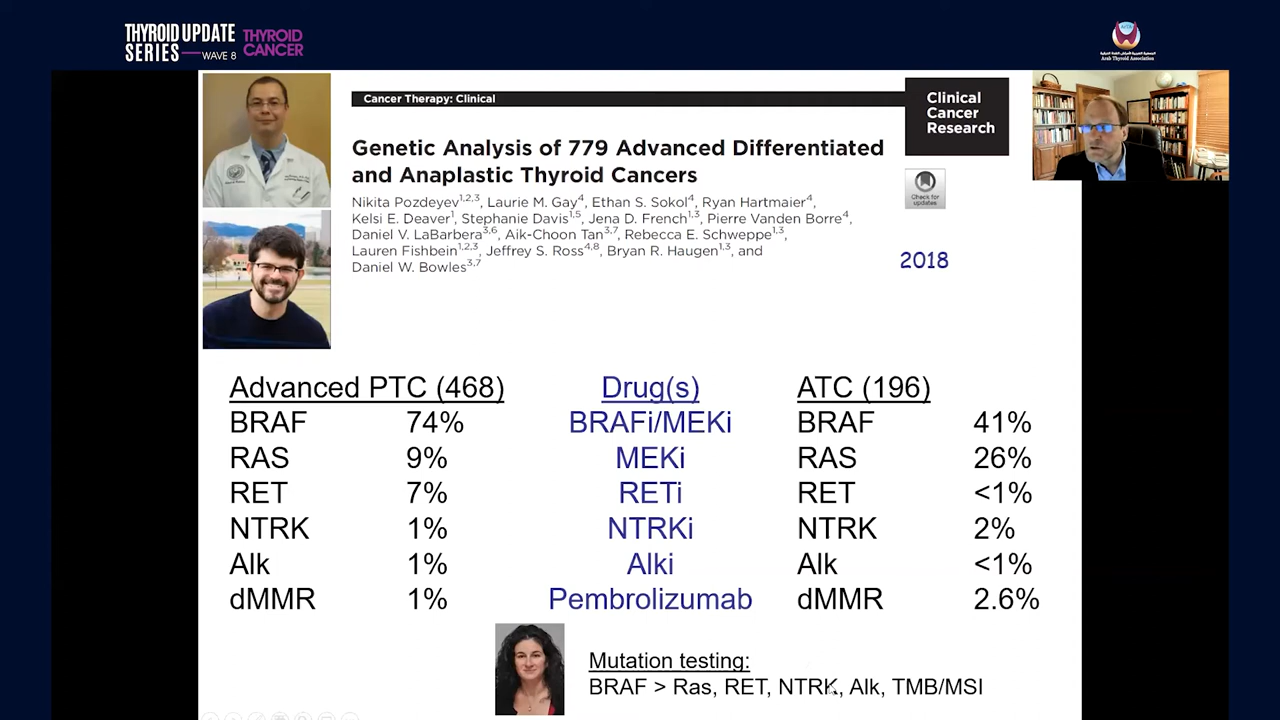 THYROID UPDATE
SERIES — WAVE 8
THYROID
CANCER
Arab Thyroid Association
Cancer Therapy: Clinical
Clinical
Cancer
Research
Genetic Analysis of 779 Advanced Differentiated
and Anaplastic Thyroid Cancers
Check for
updates
Nikita Pozdeyev1,2,3, Laurie M. Gay4, Ethan S. Sokol4, Ryan Hartmaier4,
Kelsi E. Deaver1, Stephanie Davis1,5, Jena D. French1,3, Pierre Vanden Borre4,
Daniel V. LaBarbera3,6, Aik-Choon Tan3,7, Rebecca E. Schweppe1,3,
Lauren Fishbein1,2,3, Jeffrey S. Ross4,8, Bryan R. Haugen1,3, and
Daniel W. Bowles3,7
2018
Advanced PTC (468) Drug(s) ATC (196)
BRAF 74% BRAFi/MEKi BRAF 41%
RAS 9% MEKi RAS 26%
RET 7% RETi RET <1%
NTRK 1% NTRKi NTRK 2%
Alk 1% Alki Alk <1%
dMMR 1% Pembrolizumab dMMR 2.6%
Mutation testing:
BRAF > Ras, RET, NTRK, Alk, TMB/MSI